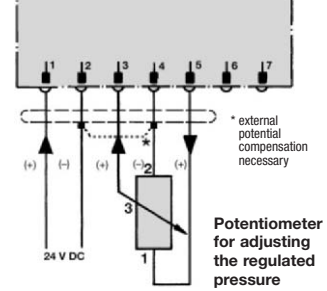 1 2 3 4 5 6 7
* external
potential
compensation
necessary
*
(+) (–) (+) (–) (+)
2
3
1
24 V DC
Potentiometer
for adjusting
the regulated
pressure